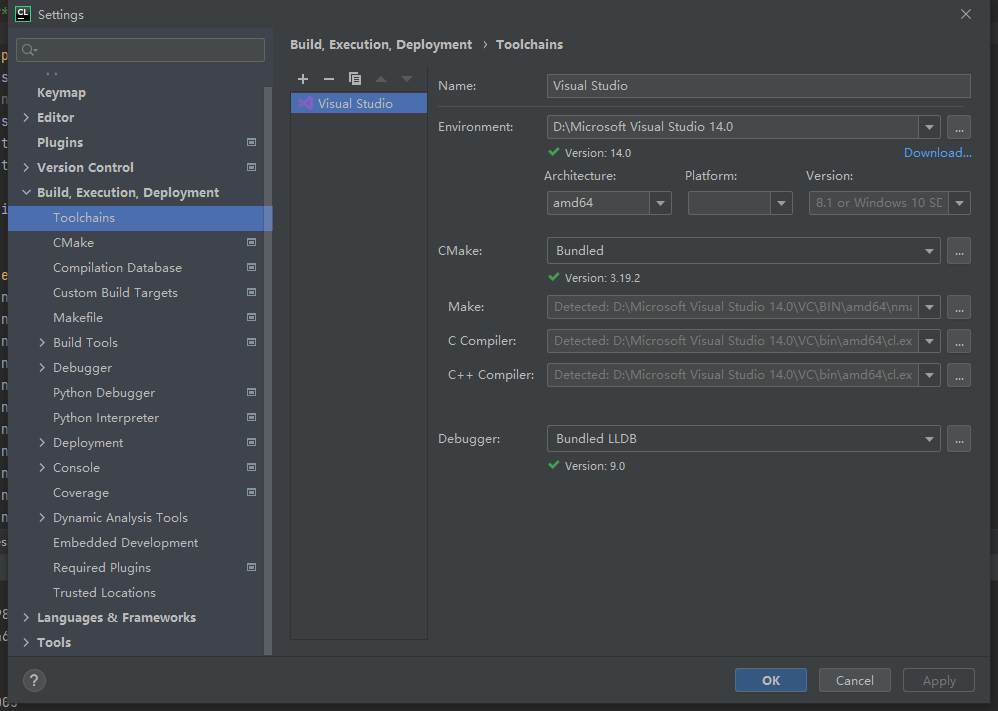 CL Settings
Build, Execution, Deployment › Toolchains
Keymap
Editor
Plugins
Version Control
Build, Execution, Deployment
Toolchains
CMake
Compilation Database
Custom Build Targets
Makefile
Build Tools
Debugger
Python Debugger
Python Interpreter
Deployment
Console
Coverage
Dynamic Analysis Tools
Embedded Development
Required Plugins
Trusted Locations
Languages & Frameworks
Tools
Visual Studio
Name: Visual Studio
Environment: D:\Microsoft Visual Studio 14.0 ...
Version: 14.0 Download...
Architecture: Platform: Version:
amd64 8.1 or Windows 10 SD
CMake: Bundled ...
Version: 3.19.2
Make: Detected: D:\Microsoft Visual Studio 14.0\VC\BIN\amd64\nma ...
C Compiler: Detected: D:\Microsoft Visual Studio 14.0\VC\bin\amd64\cl.ex ...
C++ Compiler: Detected: D:\Microsoft Visual Studio 14.0\VC\bin\amd64\cl.ex ...
Debugger: Bundled LLDB ...
Version: 9.0
? OK Cancel Apply